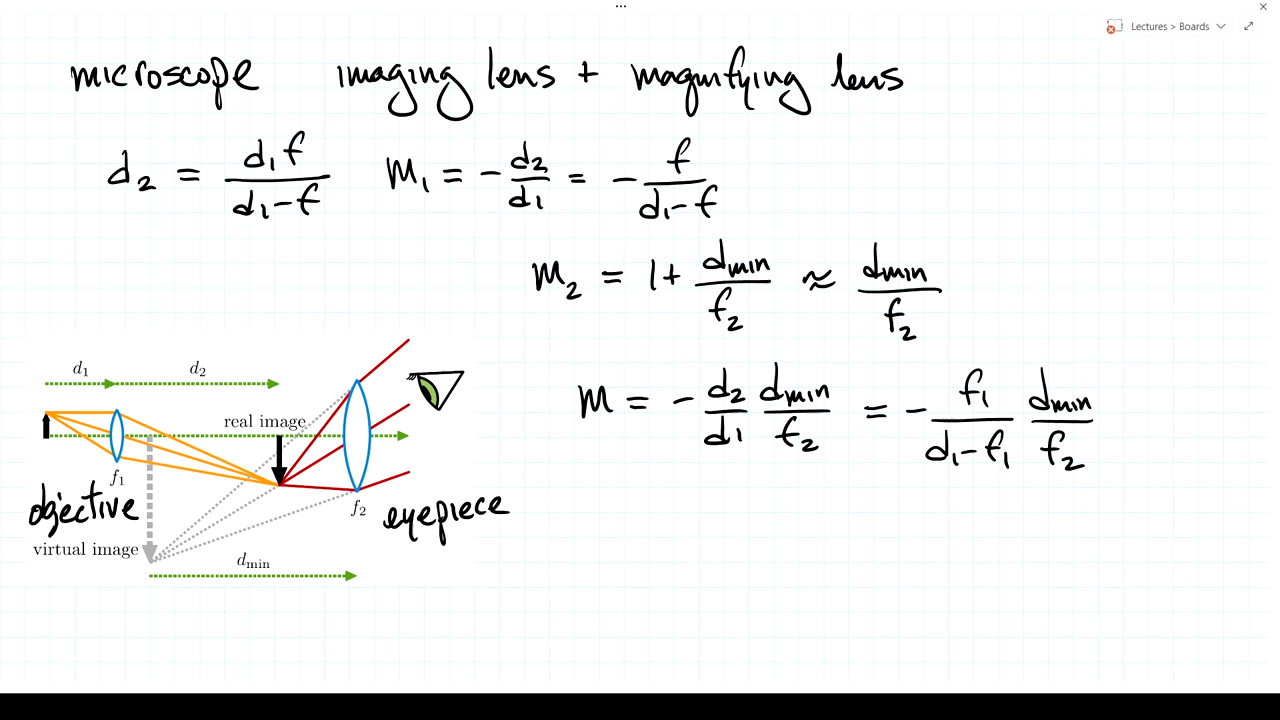 ...
Lectures > Boards
microscope imaging lens + magnifying lens
d₂ = d₁f / (d₁-f) m₁ = - d₂/d₁ = - f / (d₁-f)
m₂ = 1 + dmin/f₂ ≈ dmin/f₂
m = - d₂/d₁ dmin/f₂ = - f₁/(d₁-f₁) dmin/f₂
d₁ d₂
real image
f₁
f₂
objective eyepiece
virtual image
dmin